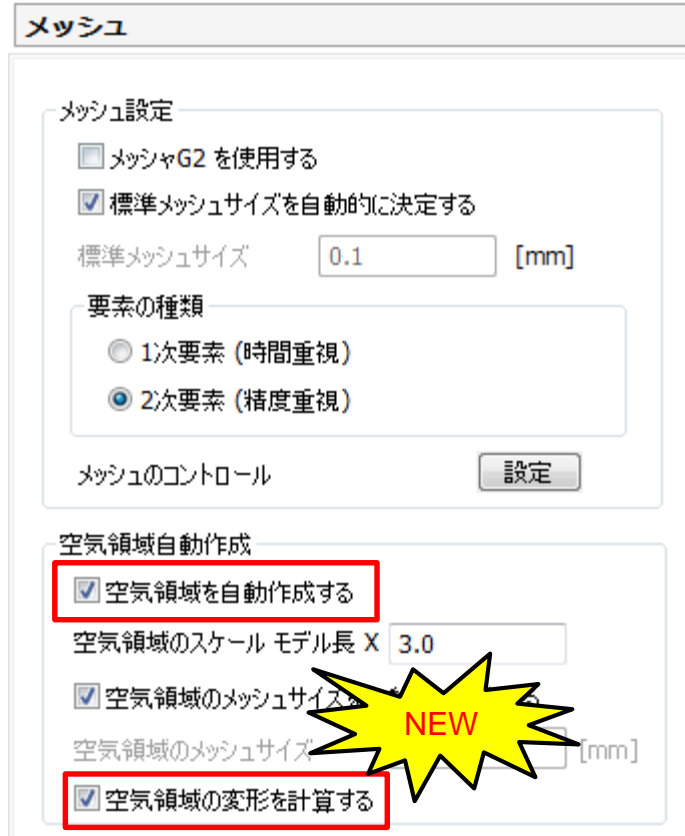 メッシュ
メッシュ設定
メッシャG2 を使用する
標準メッシュサイズを自動的に決定する
標準メッシュサイズ 0.1 [mm]
要素の種類
1次要素 (時間重視)
2次要素 (精度重視)
メッシュのコントロール 設定
空気領域自動作成
空気領域を自動作成する
空気領域のスケール モデル長 X 3.0
空気領域のメッシュサイズを
NEW
空気領域のメッシュサイズ [mm]
空気領域の変形を計算する